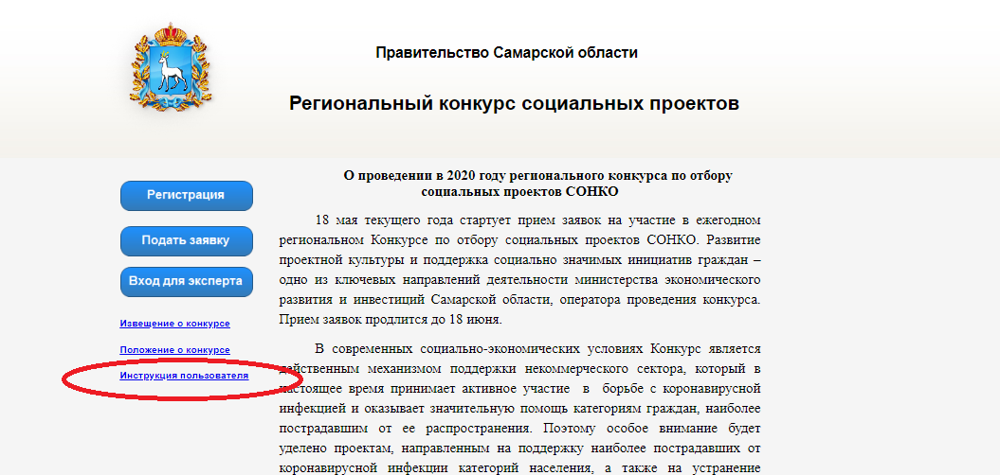 Правительство Самарской области
Региональный конкурс социальных проектов
Регистрация
Подать заявку
Вход для эксперта
Извещение о конкурсе
Положение о конкурсе
Инструкция пользователя
О проведении в 2020 году регионального конкурса по отбору
социальных проектов СОНКО
18 мая текущего года стартует прием заявок на участие в ежегодном
региональном Конкурсе по отбору социальных проектов СОНКО. Развитие
проектной культуры и поддержка социально значимых инициатив граждан –
одно из ключевых направлений деятельности министерства экономического
развития и инвестиций Самарской области, оператора проведения конкурса.
Прием заявок продлится до 18 июня.
В современных социально-экономических условиях Конкурс является
действенным механизмом поддержки некоммерческого сектора, который в
настоящее время принимает активное участие в борьбе с коронавирусной
инфекцией и оказывает значительную помощь категориям граждан, наиболее
пострадавшим от ее распространения. Поэтому особое внимание будет
уделено проектам, направленным на поддержку наиболее пострадавших от
коронавирусной инфекции категорий населения, а также на устранение